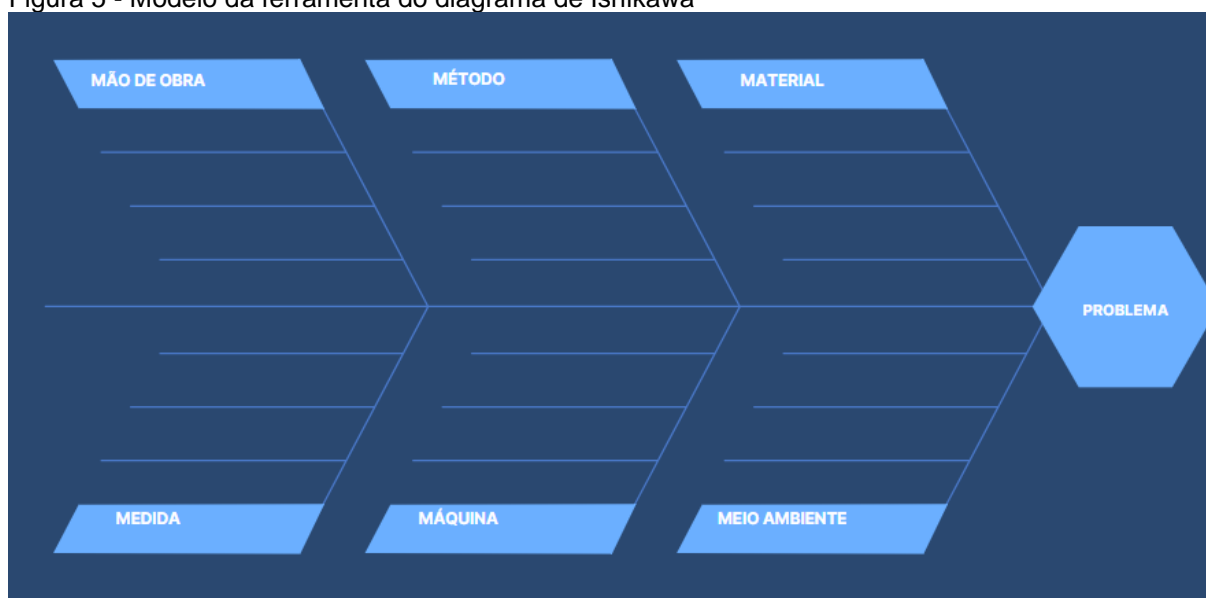 Figura 5 - Modelo da ferramenta do diagrama de Ishikawa
MÃO DE OBRA
MÉTODO
MATERIAL
PROBLEMA
MEDIDA
MÁQUINA
MEIO AMBIENTE